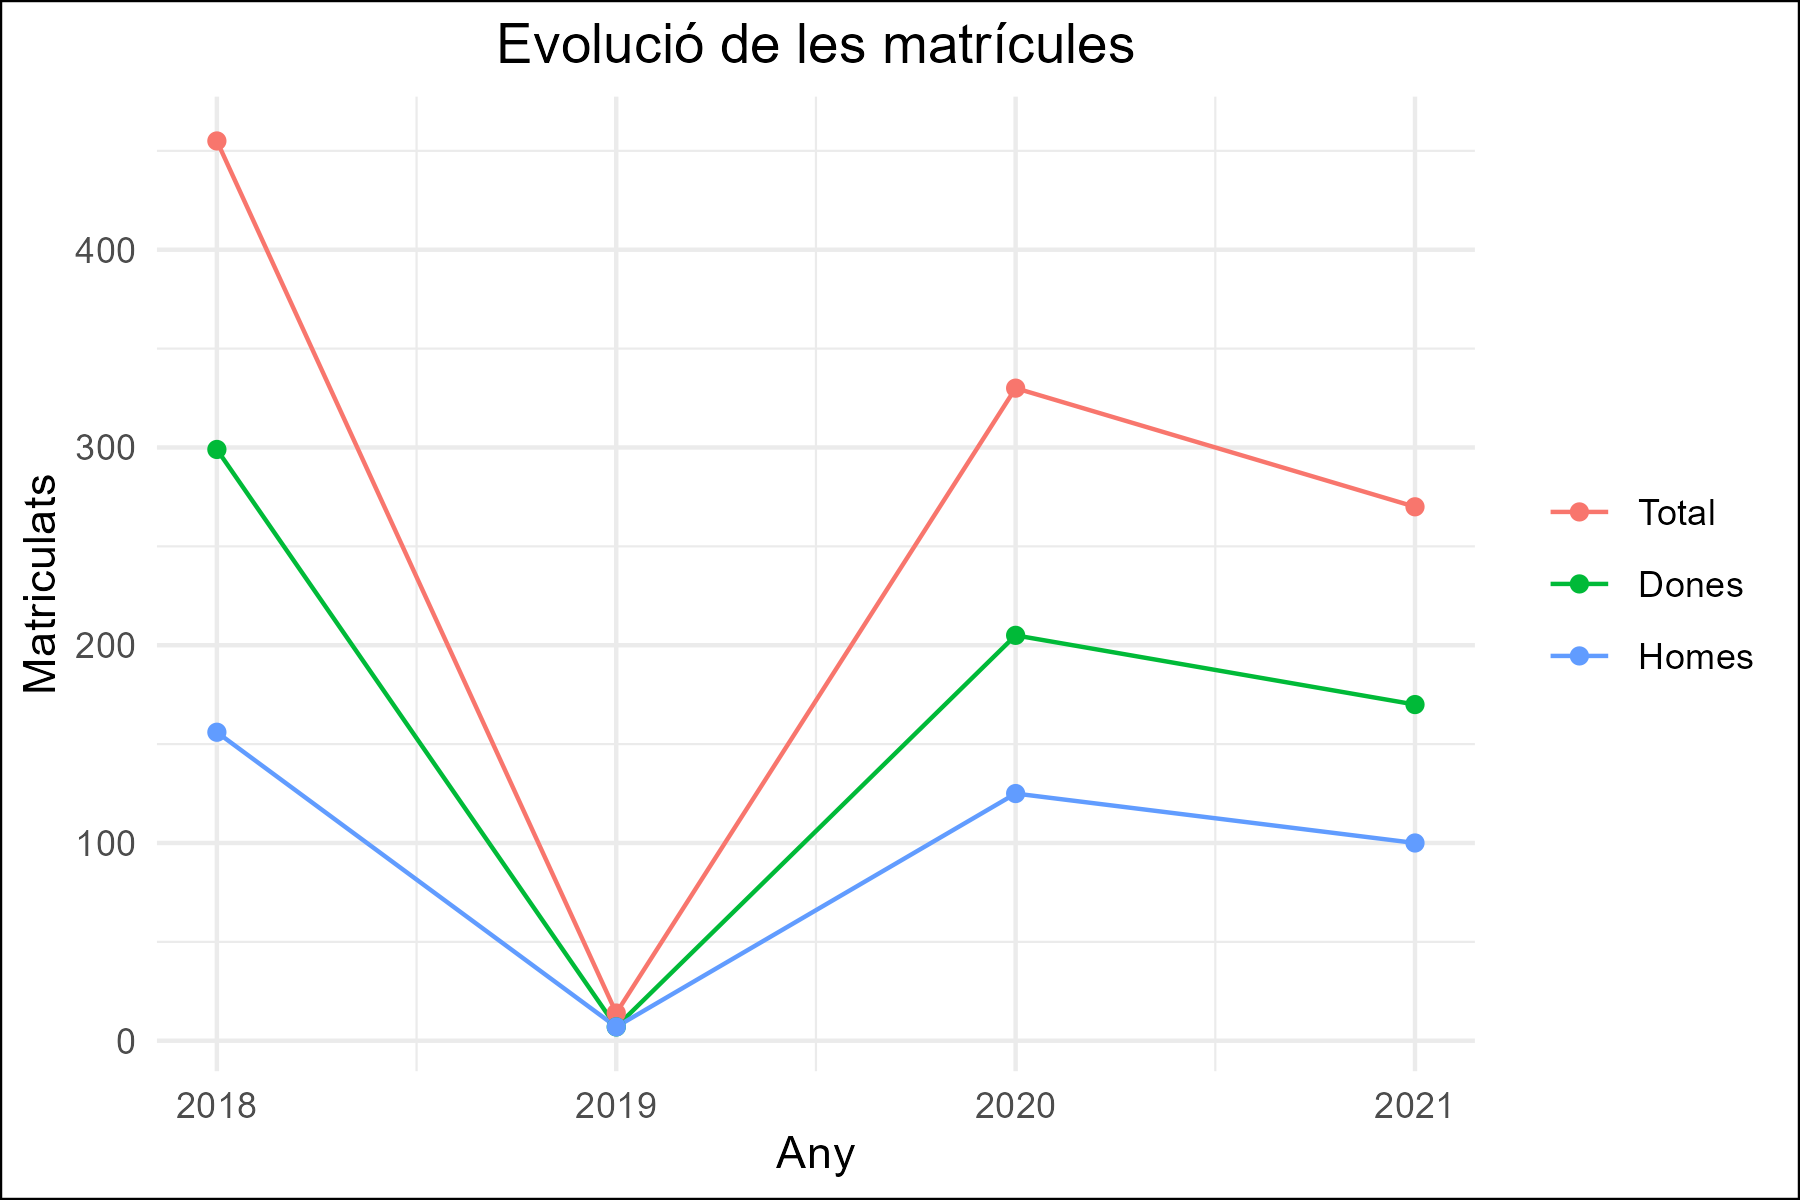 Evolució de les matrícules
Matriculats
400
300
200
100
0
2018
2019
2020
2021
Any
Total
Dones
Homes